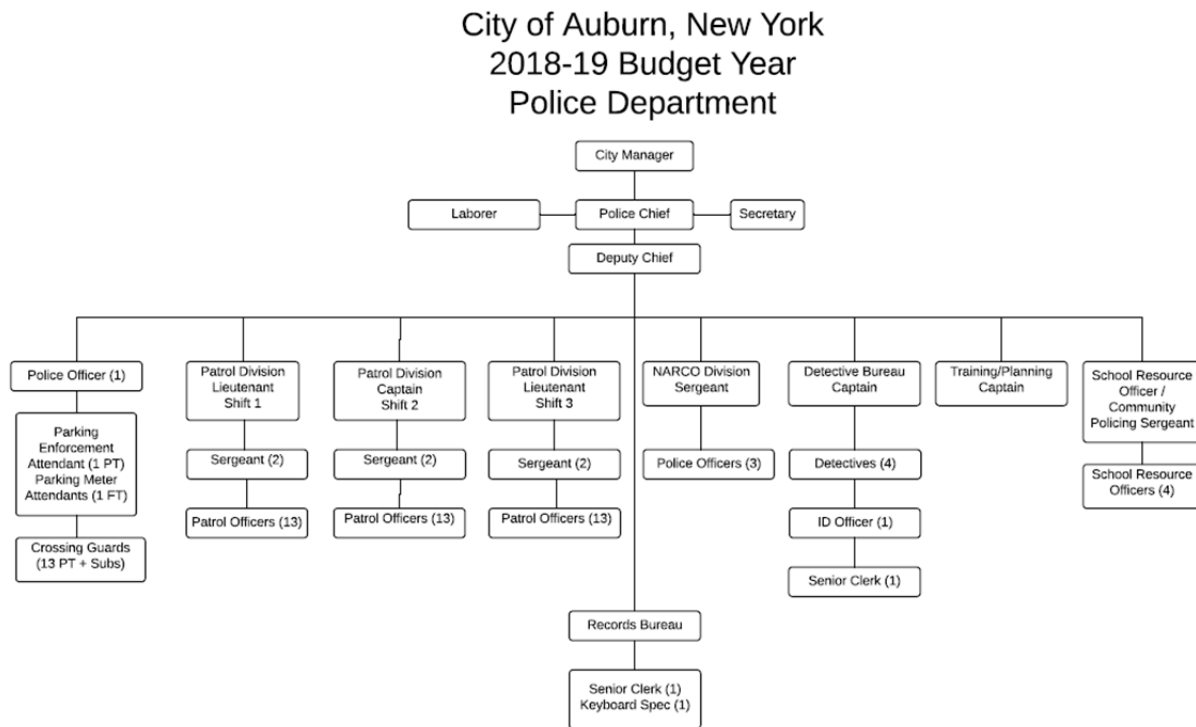 City of Auburn, New York
2018-19 Budget Year
Police Department
City Manager
Laborer
Police Chief
Secretary
Deputy Chief
Police Officer (1)
Parking
Enforcement
Attendant (1 PT)
Parking Meter
Attendants (1 FT)
Crossing Guards
(13 PT + Subs)
Patrol Division
Lieutenant
Shift 1
Sergeant (2)
Patrol Officers (13)
Patrol Division
Captain
Shift 2
Sergeant (2)
Patrol Officers (13)
Patrol Division
Lieutenant
Shift 3
Sergeant (2)
Patrol Officers (13)
NARCO Division
Sergeant
Police Officers (3)
Detective Bureau
Captain
Detectives (4)
ID Officer (1)
Senior Clerk (1)
Training/Planning
Captain
School Resource
Officer /
Community
Policing Sergeant
School Resource
Officers (4)
Records Bureau
Senior Clerk (1)
Keyboard Spec (1)